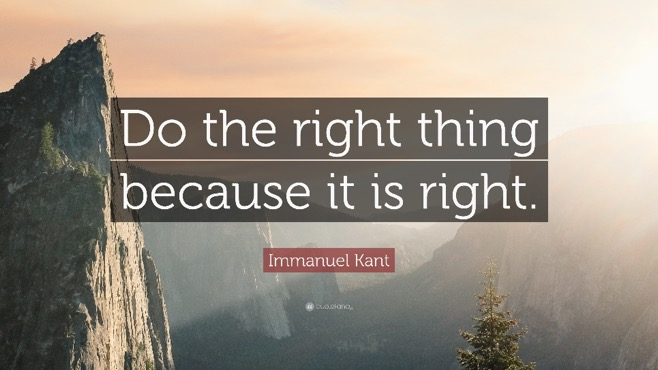 Do the right thing
because it is right.
Immanuel Kant